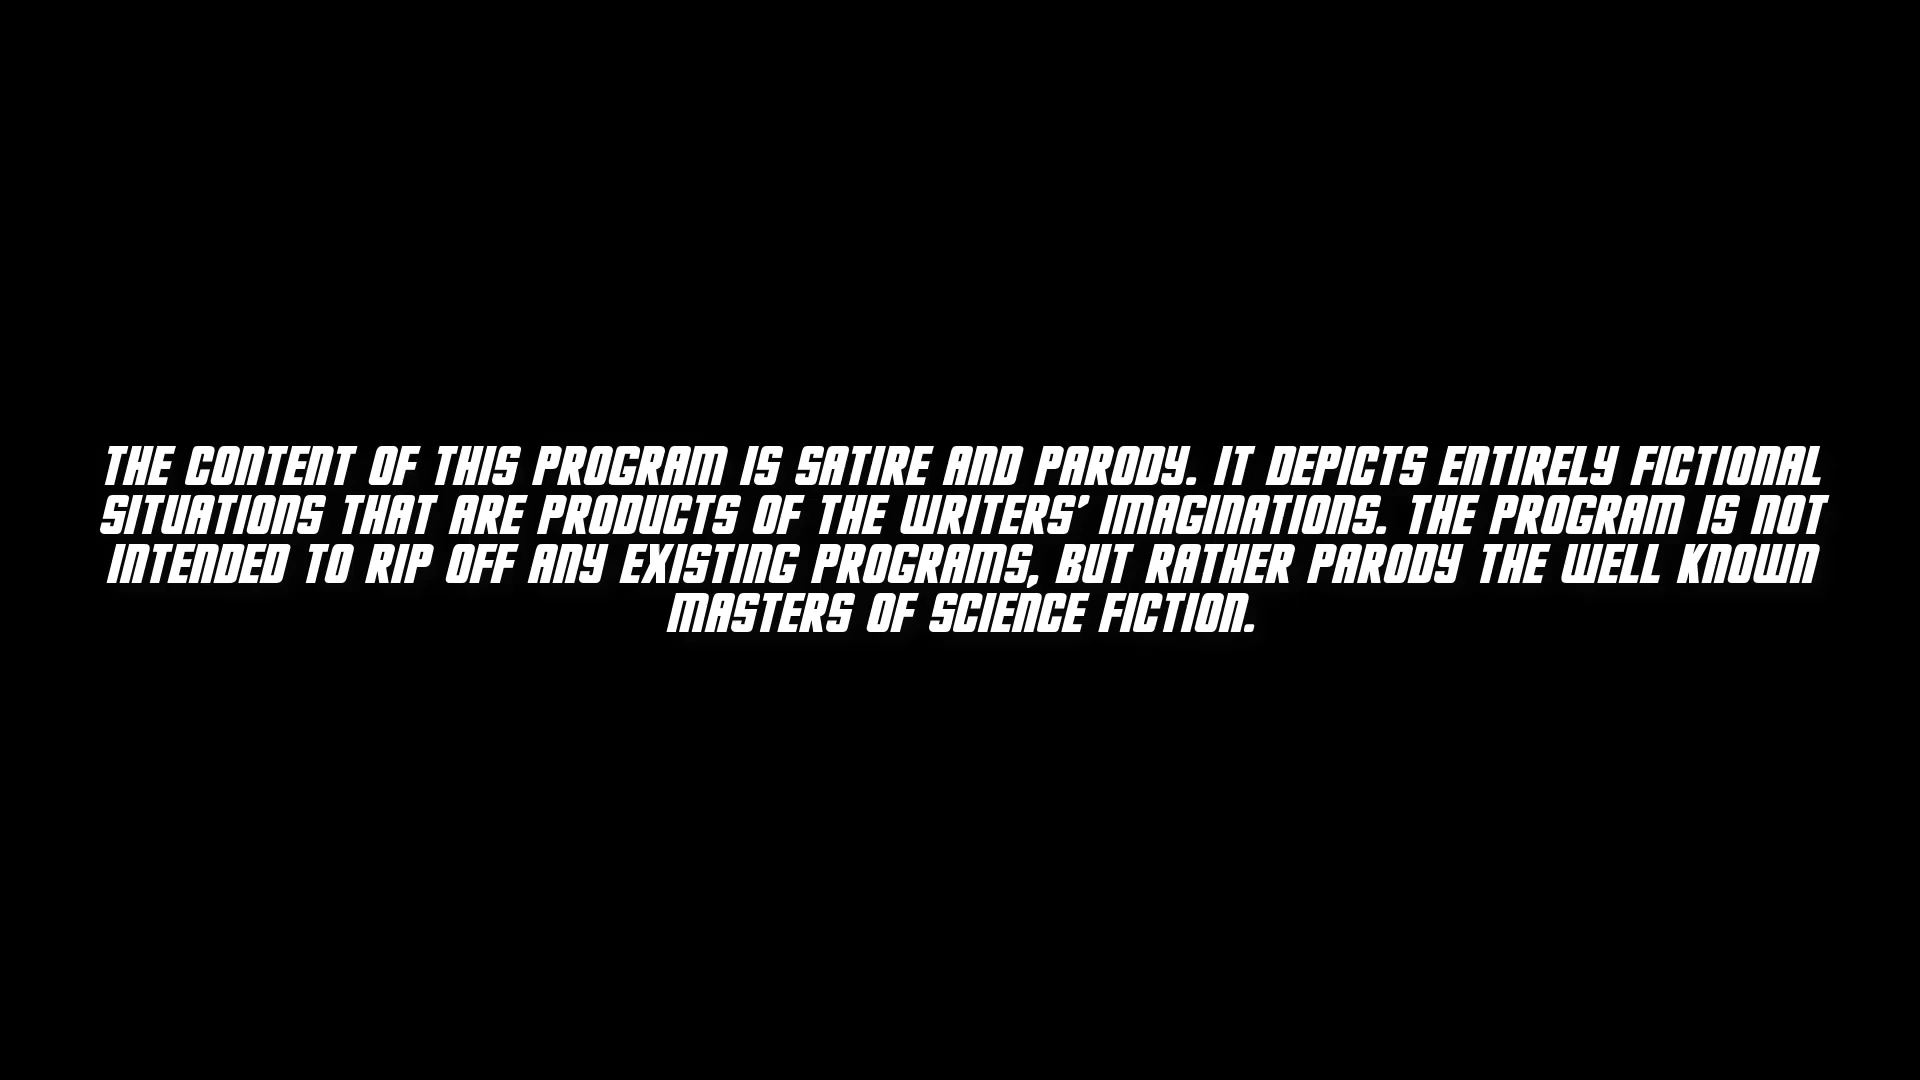 THE CONTENT OF THIS PROGRAM IS SATIRE AND PARODY. IT DEPICTS ENTIRELY FICTIONAL
SITUATIONS THAT ARE PRODUCTS OF THE WRITERS' IMAGINATIONS. THE PROGRAM IS NOT
INTENDED TO RIP OFF ANY EXISTING PROGRAMS, BUT RATHER PARODY THE WELL KNOWN
MASTERS OF SCIENCE FICTION.